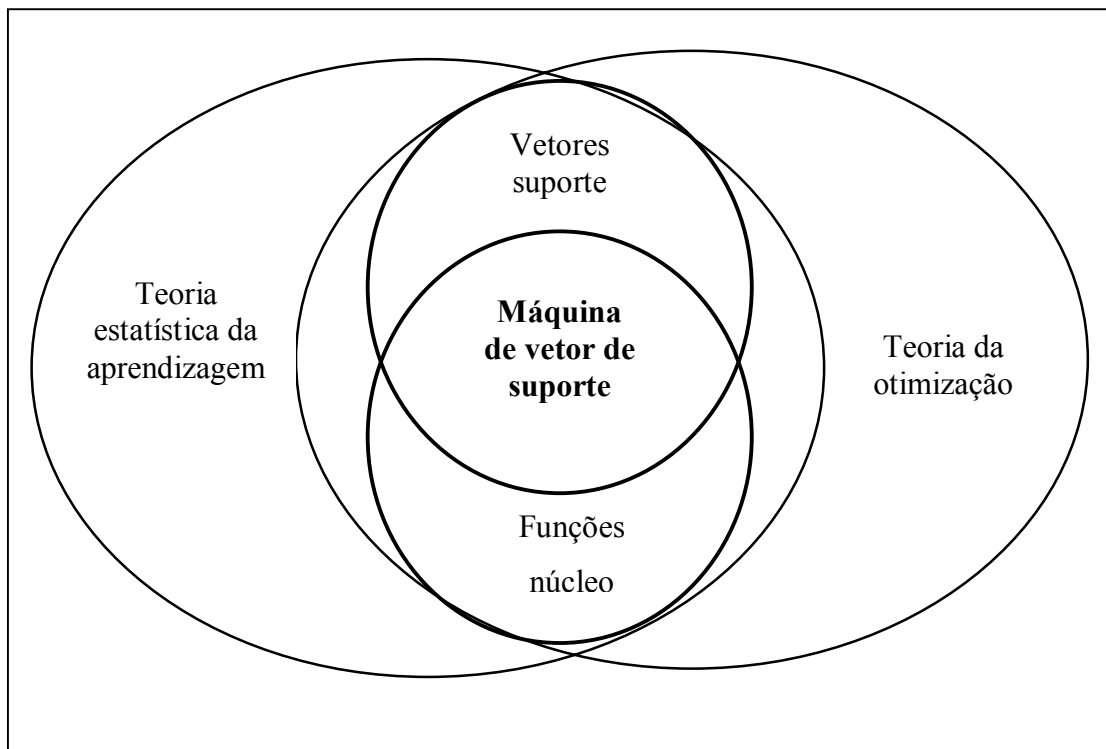 Vetores
suporte
Teoria
estatística da
aprendizagem
Máquina
de vetor de
suporte
Teoria da
otimização
Funções
núcleo